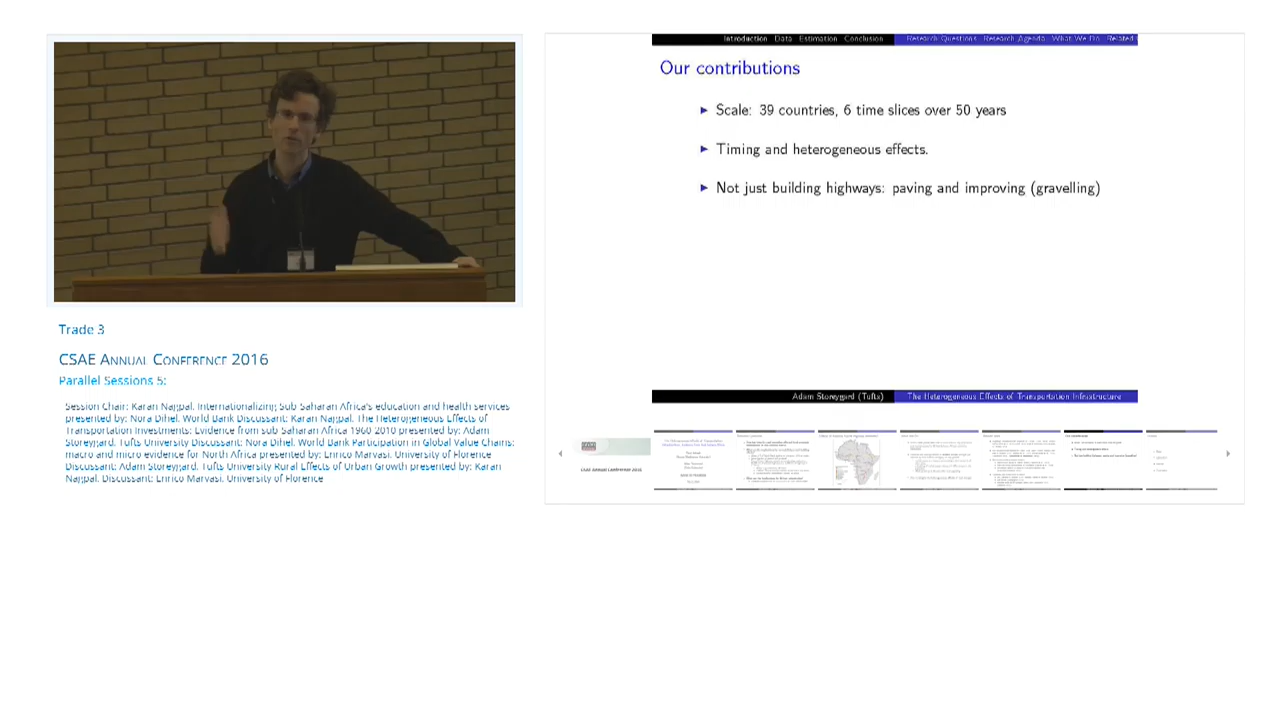 Introduction Data Estimation Conclusion Research Questions Research Agenda What We Do Related
Our contributions
Scale: 39 countries, 6 time slices over 50 years
Timing and heterogeneous effects.
Not just building highways: paving and improving (gravelling)
Adam Storeygard (Tufts) The Heterogeneous Effects of Transportation Infrastructure
CSAE ANNUAL CONFERENCE 2016
Trade 3
CSAE ANNUAL CONFERENCE 2016
Parallel Sessions 5:
Session Chair: Karan Nagpal. Internationalizing Sub Saharan Africa's education and health services
presented by: Nora Dihel. World Bank Discussant: Karan Nagpal. The Heterogeneous Effects of
Transportation Investments: Evidence from sub Saharan Africa 1960 2010 presented by: Adam
Storeygard. Tufts University Discussant: Nora Dihel. World Bank Participation in Global Value Chains:
macro and micro evidence for North Africa presented by: Enrico Marvasi. University of Florence
Discussant: Adam Storeygard. Tufts University Rural Effects of Urban Growth presented by: Karan
Nagpal. Discussant: Enrico Marvasi. University of Florence